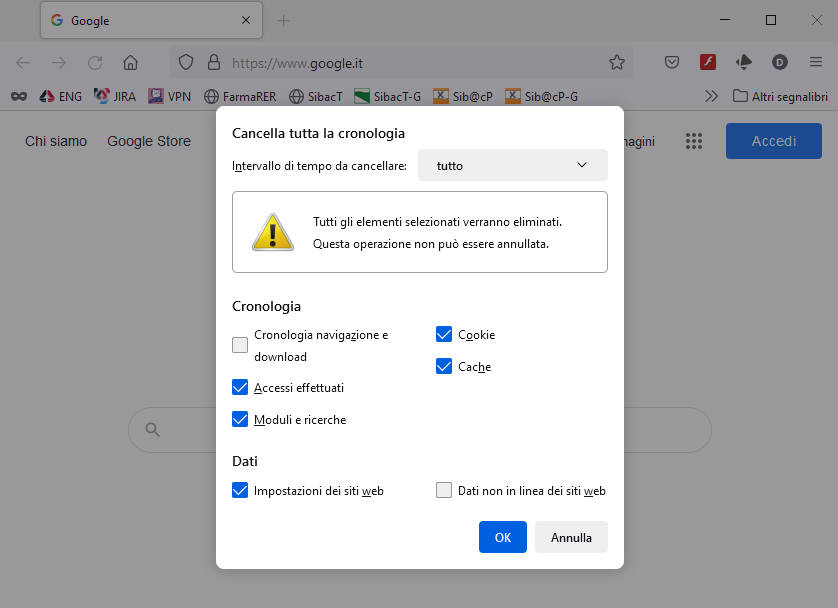 Google
https://www.google.it
ENG JIRA VPN FarmaRER SibacT SibacT-G Sib@cP Sib@cP-G Altri segnalibri
D
Chi siamo Google Store Accedi
Cancella tutta la cronologia
Intervallo di tempo da cancellare: tutto
Tutti gli elementi selezionati verranno eliminati.
Questa operazione non può essere annullata.
Cronologia
Cronologia navigazione e
download
Cookie
Cache
Accessi effettuati
Moduli e ricerche
Dati
Impostazioni dei siti web Dati non in linea dei siti web
OK Annulla